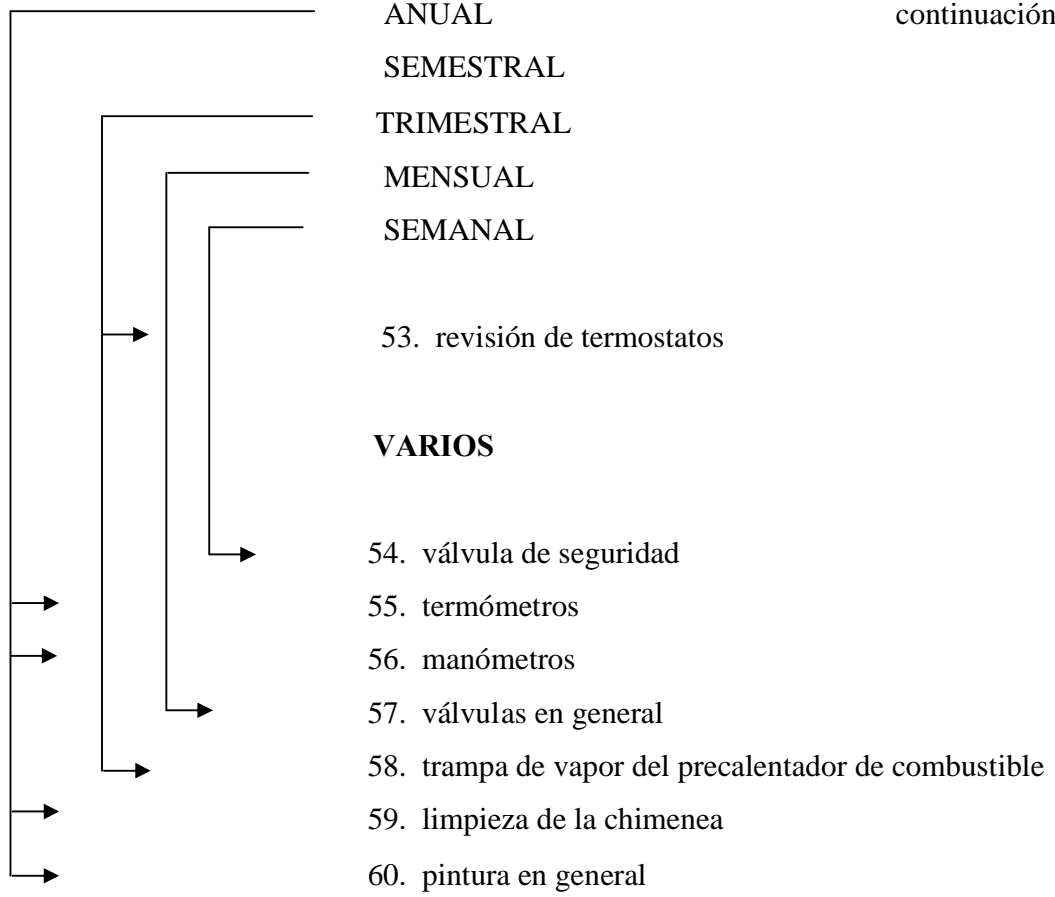 ANUAL continuación
SEMESTRAL
TRIMESTRAL
MENSUAL
SEMANAL
53. revisión de termostatos
VARIOS
54. válvula de seguridad
55. termómetros
56. manómetros
57. válvulas en general
58. trampa de vapor del precalentador de combustible
59. limpieza de la chimenea
60. pintura en general